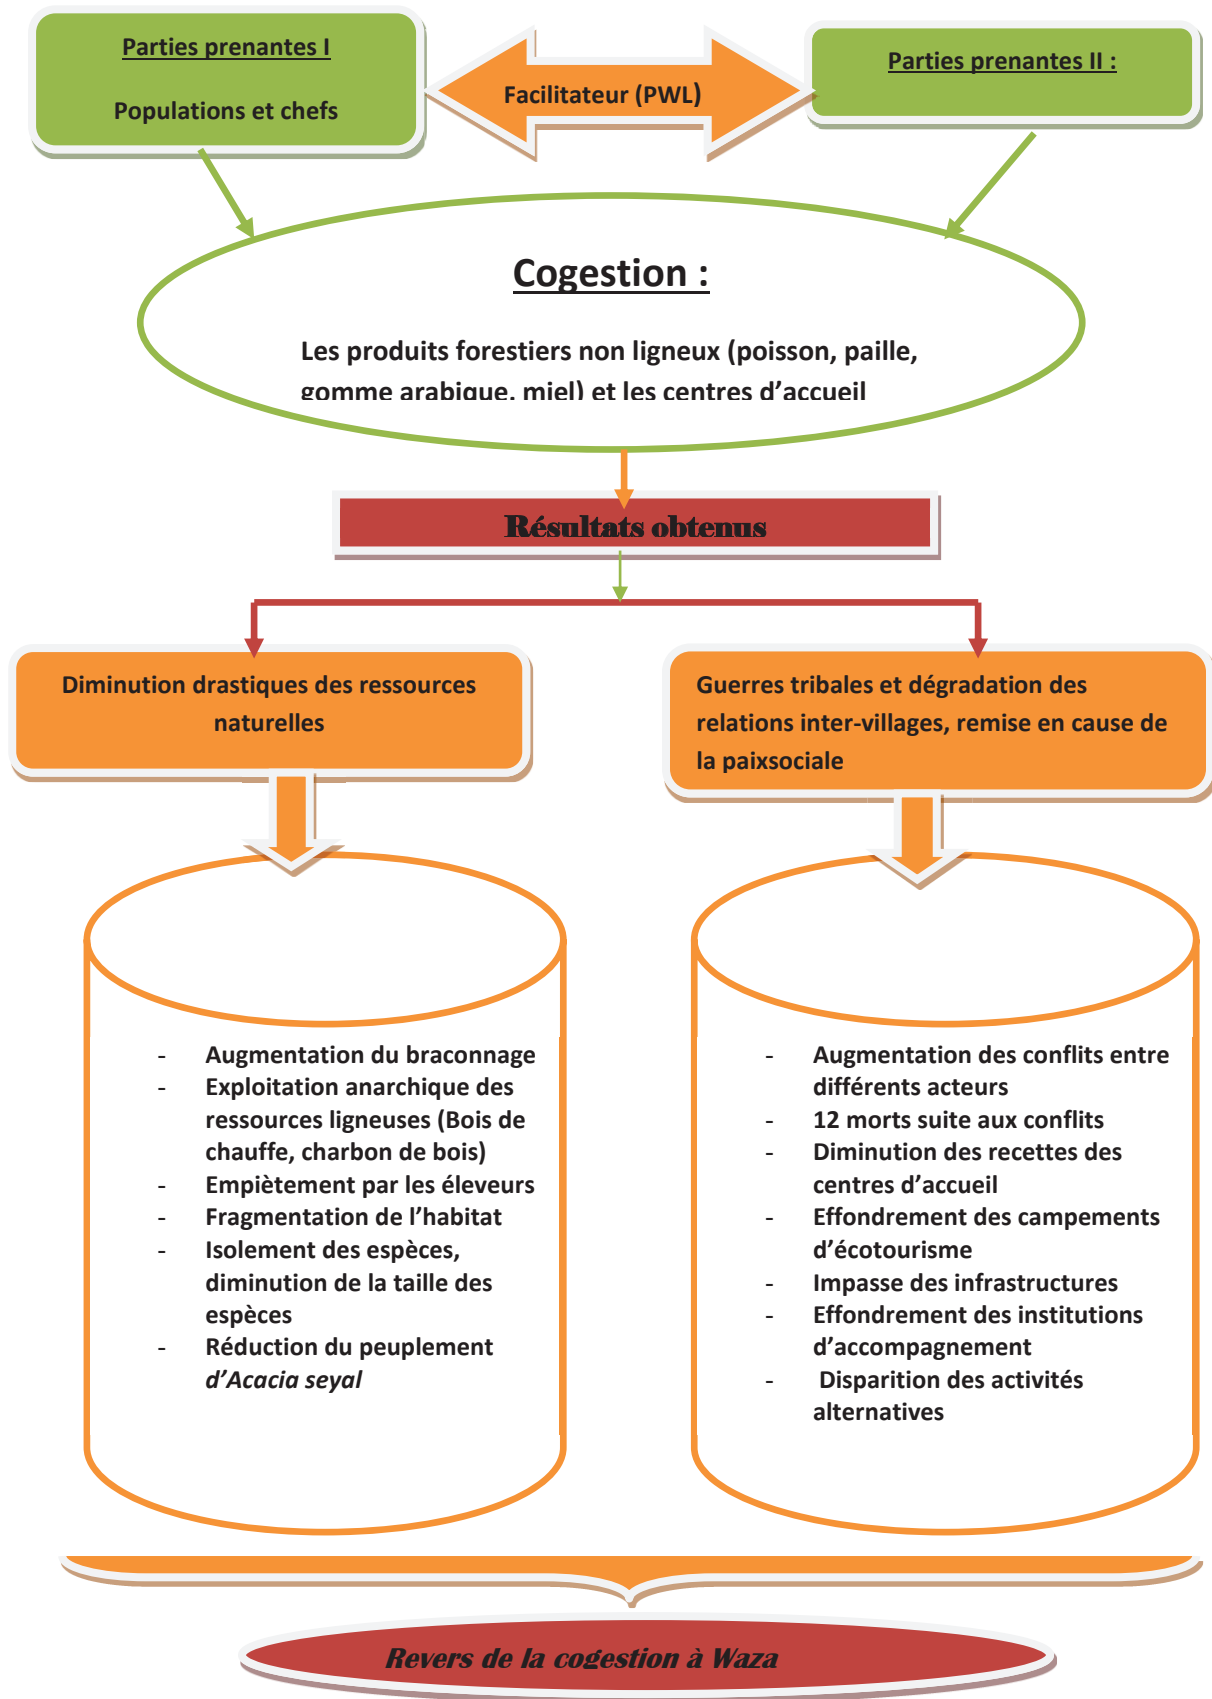 Parties prenantes I
Populations et chefs
Facilitateur (PWL)
Parties prenantes II :
Cogestion :
Les produits forestiers non ligneux (poisson, paille,
gomme arabique, miel) et les centres d’accueil
Résultats obtenus
Diminution drastiques des ressources
naturelles
Guerres tribales et dégradation des
relations inter-villages, remise en cause de
la paixsociale
- Augmentation du braconnage
- Exploitation anarchique des
ressources ligneuses (Bois de
chauffe, charbon de bois)
- Empiètement par les éleveurs
- Fragmentation de l’habitat
- Isolement des espèces,
diminution de la taille des
espèces
- Réduction du peuplement
d’Acacia seyal
- Augmentation des conflits entre
différents acteurs
- 12 morts suite aux conflits
- Diminution des recettes des
centres d’accueil
- Effondrement des campements
d’écotourisme
- Impasse des infrastructures
- Effondrement des institutions
d’accompagnement
- Disparition des activités
alternatives
Revers de la cogestion à Waza